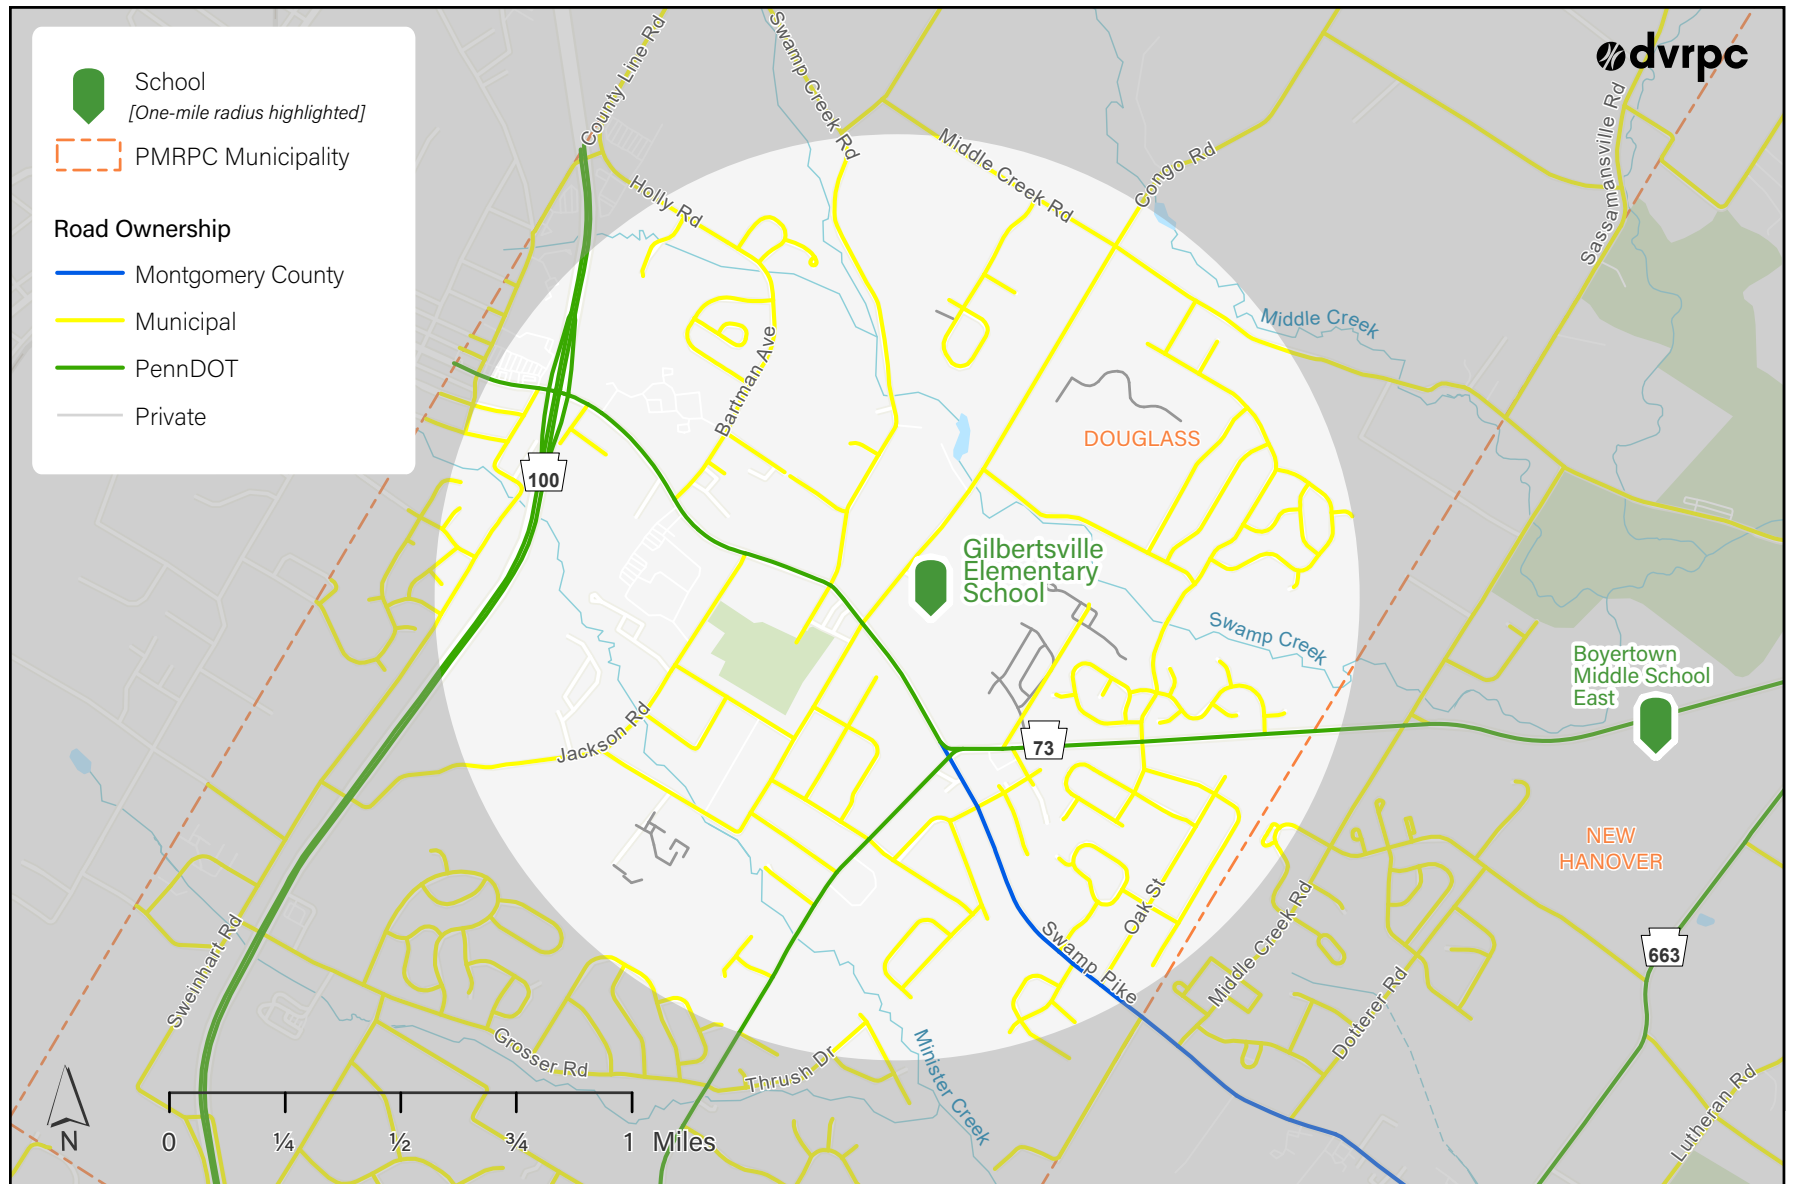 School
[One-mile radius highlighted]
PMRPC Municipality
Road Ownership
Montgomery County
Municipal
PennDOT
Private
dvrpc
County Line Rd
Swamp Creek Rd
Middle Creek Rd
Congo Rd
Sassamansville Rd
Holly Rd
Middle Creek
Bartman Ave
DOUGLASS
100
Gilbertsville
Elementary
School
Swamp Creek
Boyertown
Middle School
East
Jackson Rd
73
NEW
HANOVER
Oak St
Middle Creek Rd
Swamp Pike
663
Sweinhart Rd
Dotterer Rd
Grosser Rd
Thrush Dr
Minister Creek
Lutheran Rd
N
0 ¼ ½ ¾ 1 Miles